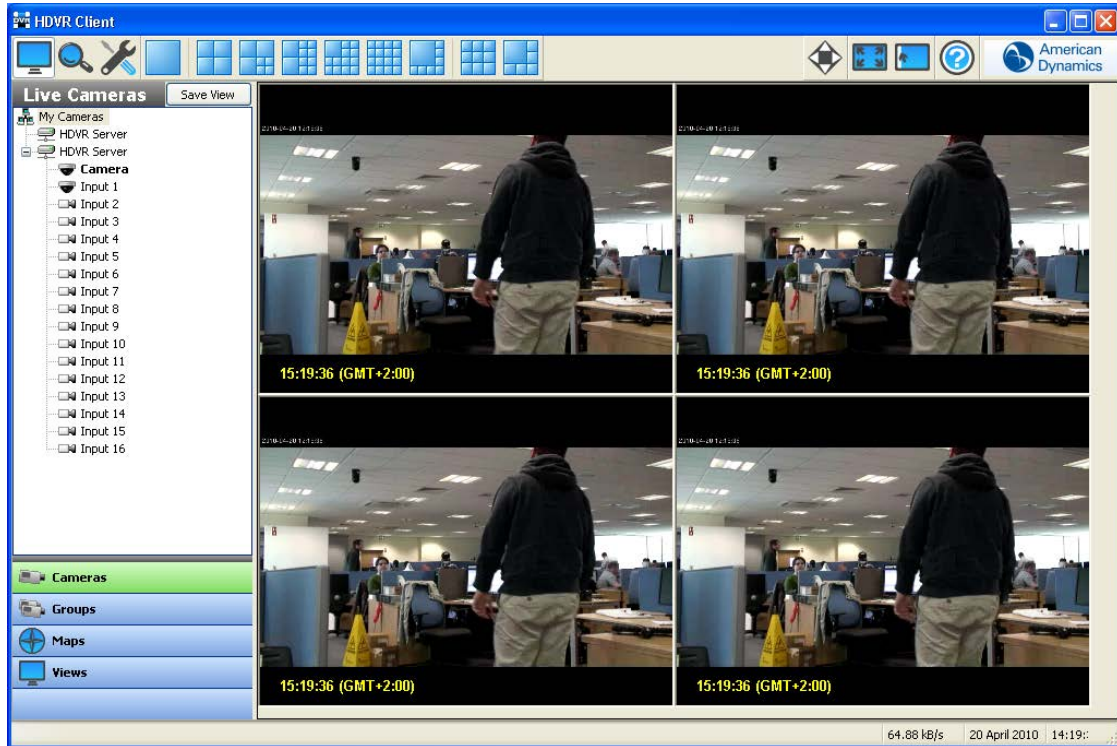 HDVR Client
American
Dynamics
Live Cameras
Save View
My Cameras
HDVR Server
HDVR Server
Camera
Input 1
Input 2
Input 3
Input 4
Input 5
Input 6
Input 7
Input 8
Input 9
Input 10
Input 11
Input 12
Input 13
Input 14
Input 15
Input 16
Cameras
Groups
Maps
Views
15:19:36 (GMT+2:00)
15:19:36 (GMT+2:00)
15:19:36 (GMT+2:00)
15:19:36 (GMT+2:00)
64.88 kB/s
20 April 2010
14:19: